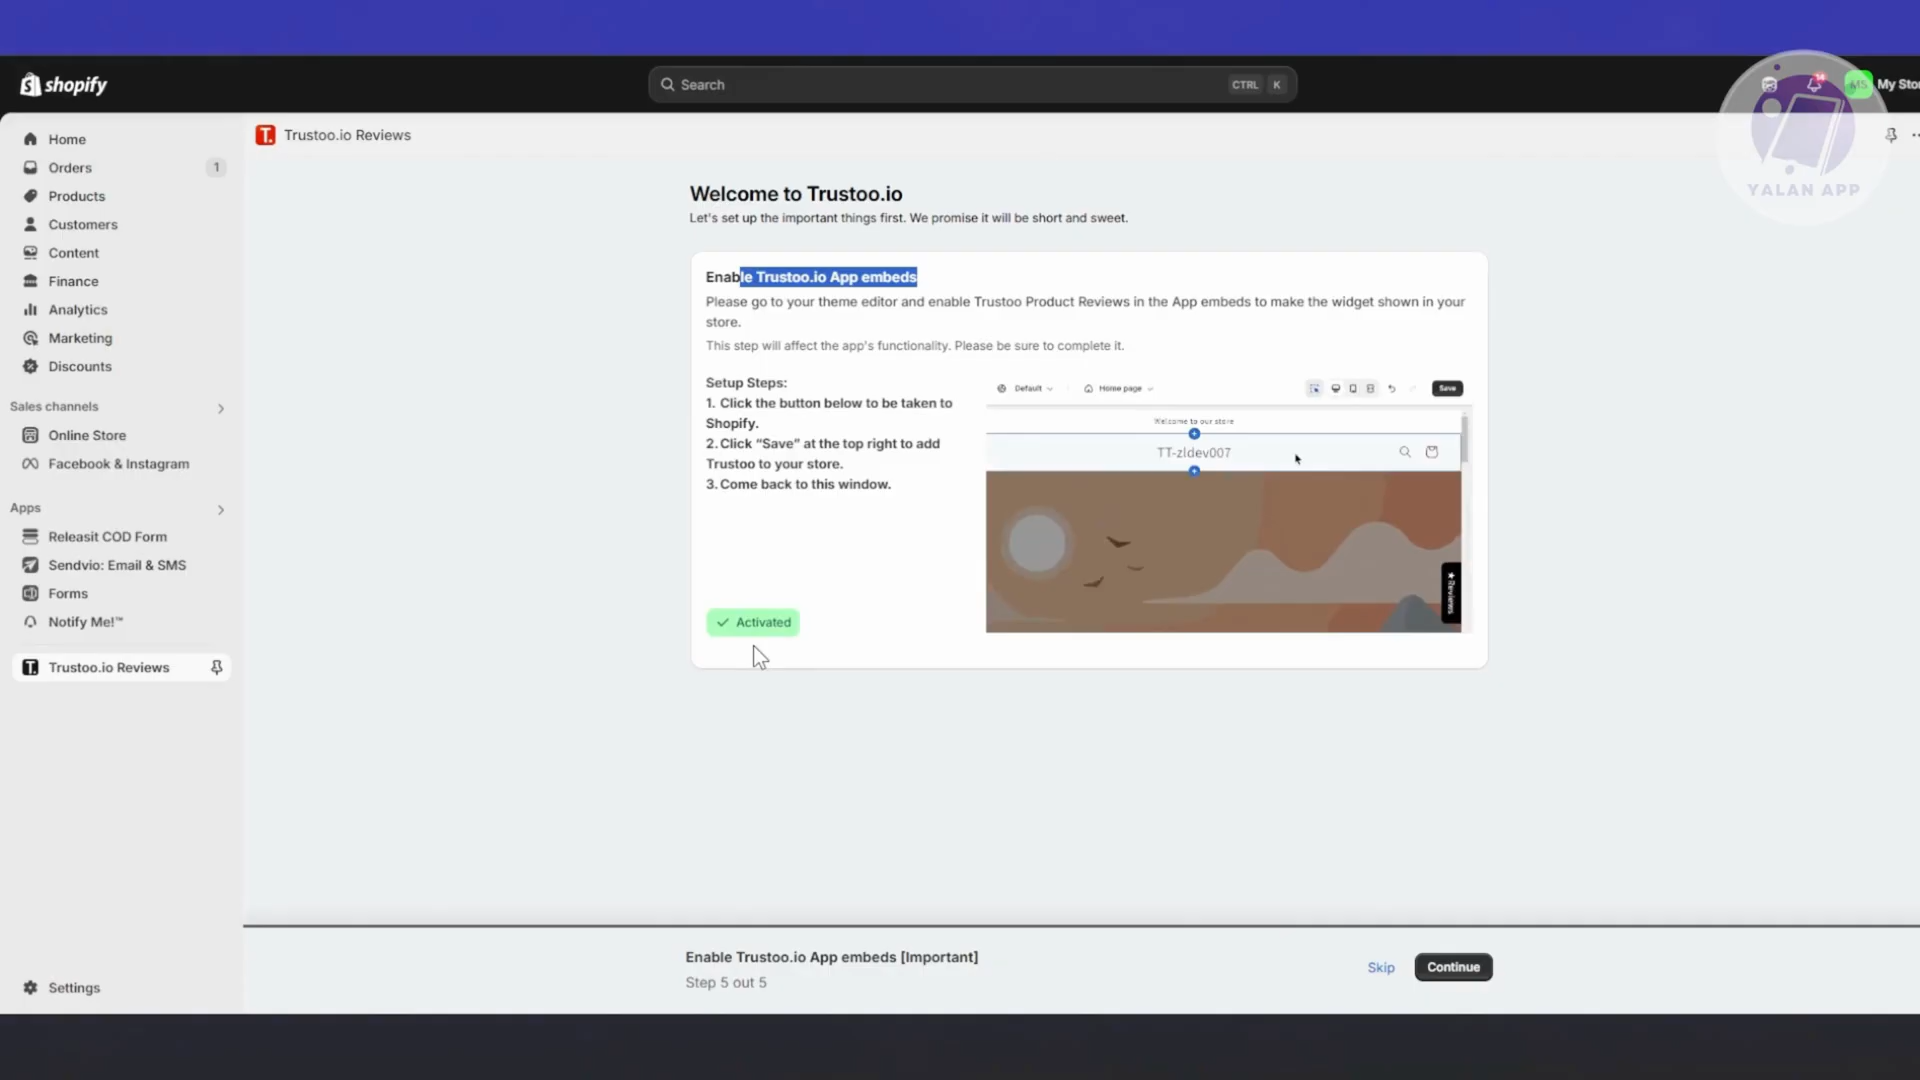 shopify
Search
CTRL K
14
MS
My Sto
YALAN APP
Home
Orders 1
Products
Customers
Content
Finance
Analytics
Marketing
Discounts
Sales channels
Online Store
Facebook & Instagram
Apps
Releasit COD Form
Sendvio: Email & SMS
Forms
Notify Me!™
T. Trustoo.io Reviews
Settings
T. Trustoo.io Reviews
Welcome to Trustoo.io
Let's set up the important things first. We promise it will be short and sweet.
Enable Trustoo.io App embeds
Please go to your theme editor and enable Trustoo Product Reviews in the App embeds to make the widget shown in your
store.
This step will affect the app's functionality. Please be sure to complete it.
Setup Steps:
1. Click the button below to be taken to
Shopify.
2. Click “Save” at the top right to add
Trustoo to your store.
3. Come back to this window.
Activated
Default
Home page
Save
Welcome to our store
TT-zldev007
★ Reviews
Enable Trustoo.io App embeds [Important]
Step 5 out 5
Skip
Continue